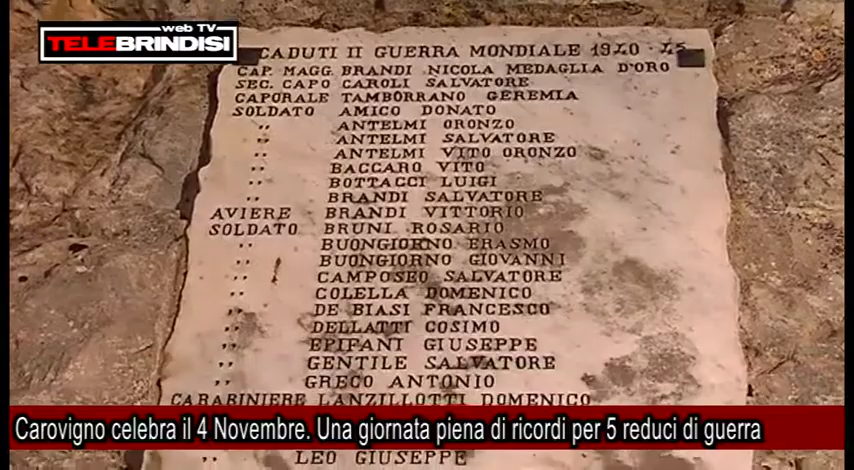 web TV
TELEBRINDISI
CADUTI II GUERRA MONDIALE 1940 - 45
CAP. MAGG. BRANDI NICOLA MEDAGLIA D'ORO
SEC. CAPO CAROLI SALVATORE
CAPORALE TAMBORRANO GEREMIA
SOLDATO AMICO DONATO
" ANTELMI ORONZO
" ANTELMI SALVATORE
" ANTELMI VITO ORONZO
" BACCARO VITO
" BOTTACCI LUIGI
" BRANDI SALVATORE
AVIERE BRANDI VITTORIO
SOLDATO BRUNI ROSARIO
" BUONGIORNO ERASMO
" BUONGIORNO GIOVANNI
" CAMPOSEO SALVATORE
" COLELLA DOMENICO
" DE BIASI FRANCESCO
" DELLATTI COSIMO
" EPIFANI GIUSEPPE
" GENTILE SALVATORE
" GRECO ANTONIO
CARABINIERE LANZILLOTTI DOMENICO
Carovigno celebra il 4 Novembre. Una giornata piena di ricordi per 5 reduci di guerra
" LEO GIUSEPPE